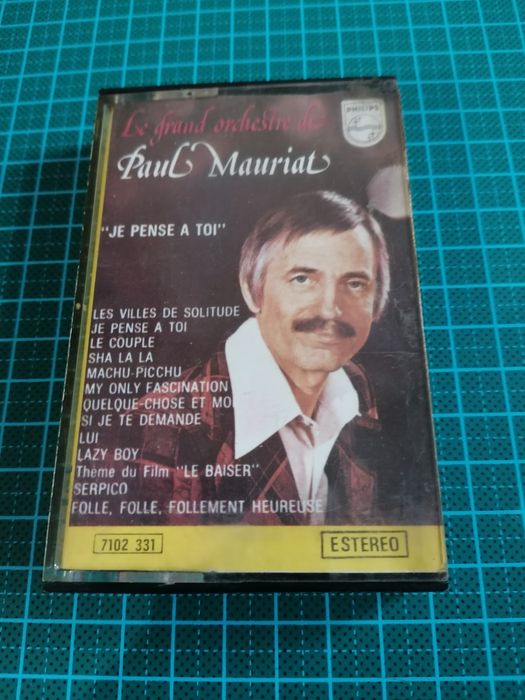 Le grand orchestre de
PHILIPS
Paul Mauriat
"JE PENSE A TOI"
LES VILLES DE SOLITUDE
JE PENSE A TOI
LE COUPLE
SHA LA LA
MACHU-PICCHU
MY ONLY FASCINATION
QUELQUE-CHOSE ET MOI
SI JE TE DEMANDE
LUI
LAZY BOY
Thème du Film "LE BAISER"
SERPICO
FOLLE, FOLLE, FOLLEMENT HEUREUSE
7102 331
ESTEREO